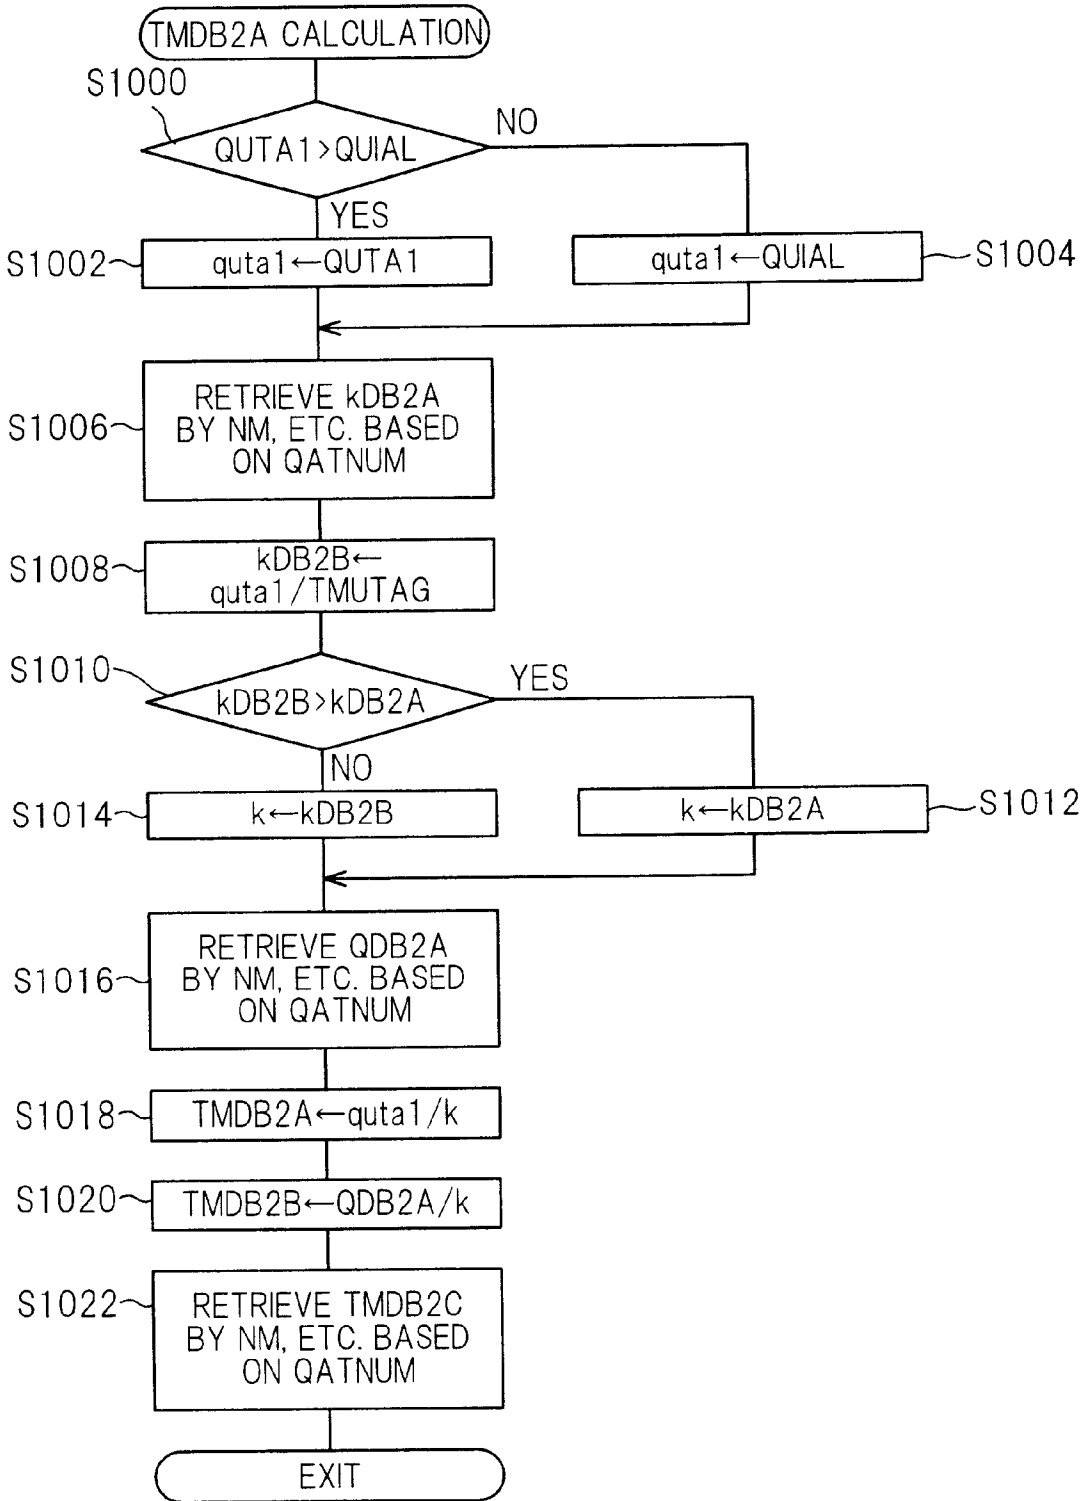 TMDB2A CALCULATION
S1000
QUTA1>QUIAL
NO
YES
S1002
quta1←QUTA1
quta1←QUIAL
S1004
S1006
RETRIEVE kDB2A
BY NM, ETC. BASED
ON QATNUM
S1008
kDB2B←
quta1/TMUTAG
S1010
kDB2B>kDB2A
YES
NO
S1014
k←kDB2B
k←kDB2A
S1012
S1016
RETRIEVE QDB2A
BY NM, ETC. BASED
ON QATNUM
S1018
TMDB2A←quta1/k
S1020
TMDB2B←QDB2A/k
S1022
RETRIEVE TMDB2C
BY NM, ETC. BASED
ON QATNUM
EXIT